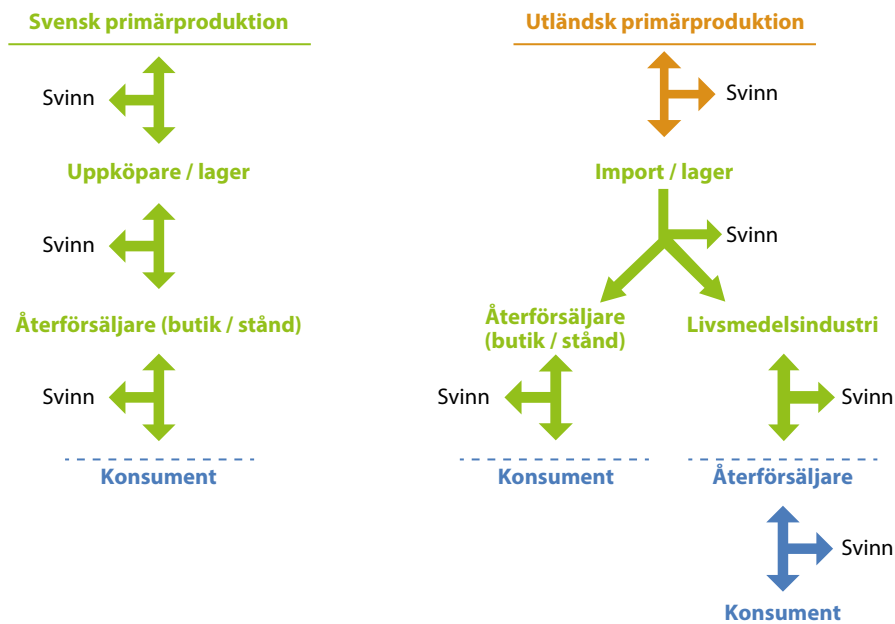 Svensk primärproduktion
Svinn
Uppköpare / lager
Svinn
Återförsäljare (butik / stånd)
Svinn
Konsument
Utländsk primärproduktion
Svinn
Import / lager
Svinn
Återförsäljare
(butik / stånd)
Svinn
Konsument
Livsmedelsindustri
Svinn
Återförsäljare
Svinn
Konsument